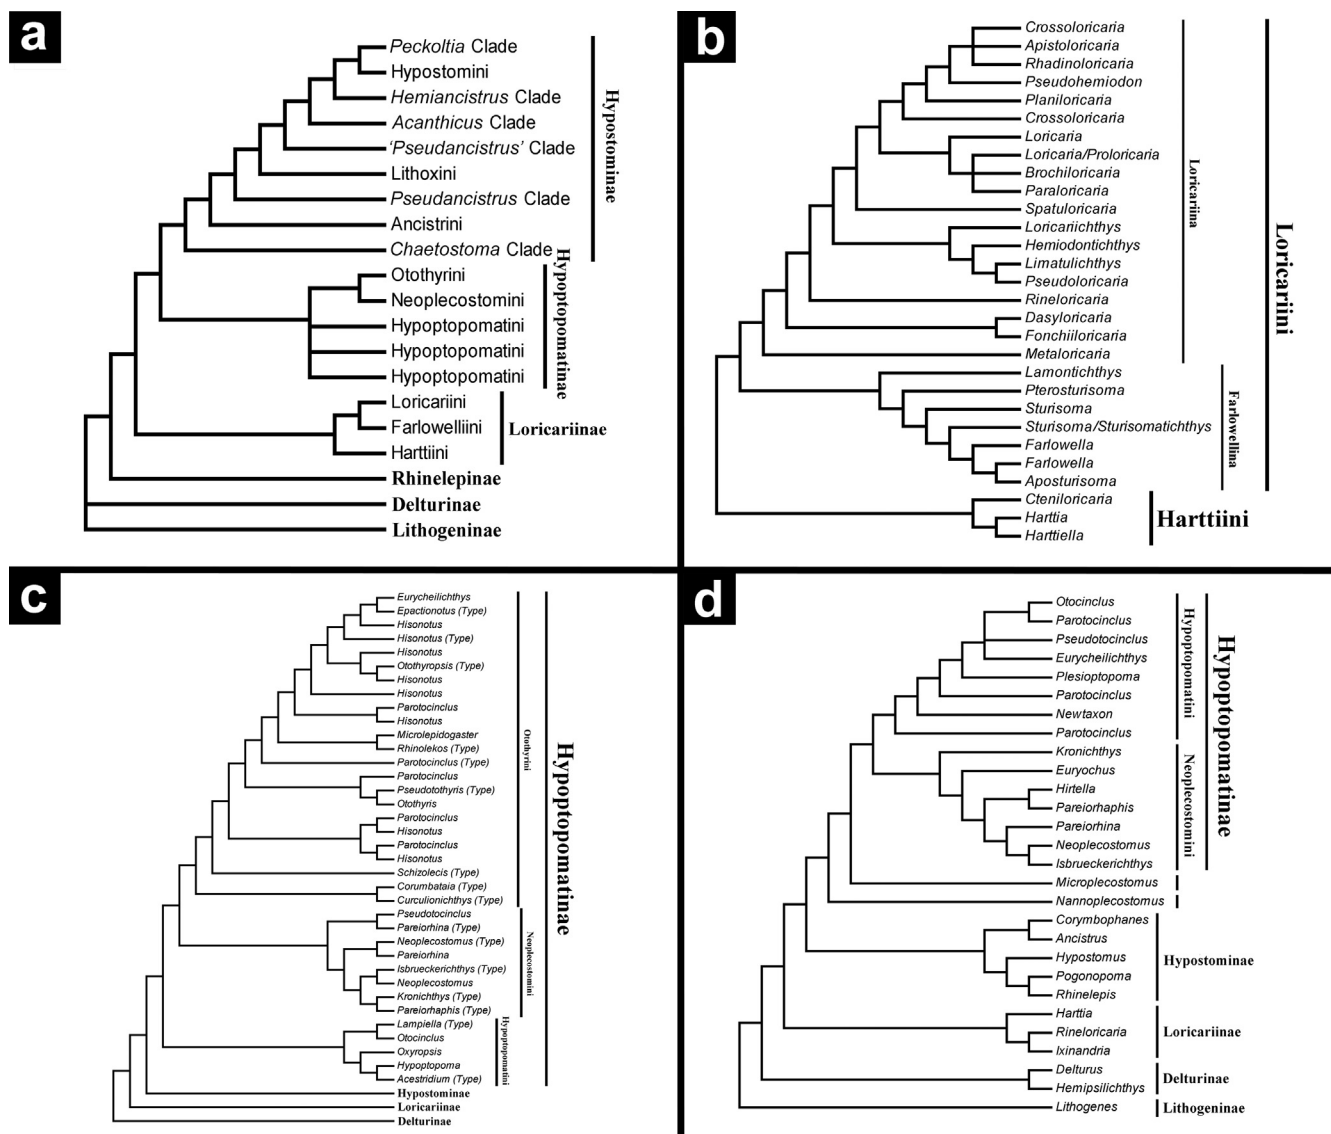 a
Peckoltia Clade
Hypostomini
Hemiancistrus Clade
Acanthicus Clade
‘Pseudancistrus’ Clade
Lithoxini
Pseudancistrus Clade
Ancistrini
Chaetostoma Clade
Otothyrini
Neoplecostomini
Hypoptopomatini
Hypoptopomatini
Hypoptopomatini
Loricariini
Farlowelliini
Harttiini
Rhinelepinae
Delturinae
Lithogeninae
Hypostominae
Hypoptopomatinae
Loricariinae
b
Crossoloricaria
Apistoloricaria
Rhadinoloricaria
Pseudohemiodon
Planiloricaria
Crossoloricaria
Loricaria
Loricaria/Proloricaria
Brochiloricaria
Paraloricaria
Spatuloricaria
Loricariichthys
Hemiodontichthys
Limatulichthys
Pseudoloricaria
Rineloricaria
Dasyloricaria
Fonchiiloricaria
Metaloricaria
Lamontichthys
Pterosturisoma
Sturisoma
Sturisoma/Sturisomatichthys
Farlowella
Farlowella
Aposturisoma
Cteniloricaria
Harttia
Harttiella
Loricariina
Farlowellina
Loricariini
Harttiini
c
Eurycheilichthys
Epactionotus (Type)
Hisonotus
Hisonotus (Type)
Hisonotus
Otothyropsis (Type)
Hisonotus
Hisonotus
Parotocinclus
Hisonotus
Microlepidogaster
Rhinolekos (Type)
Parotocinclus (Type)
Parotocinclus
Pseudotothyris (Type)
Otothyris
Parotocinclus
Hisonotus
Parotocinclus
Hisonotus
Schizolecis (Type)
Corumbataia (Type)
Curculionichthys (Type)
Pseudotocinclus
Pareiorhina (Type)
Neoplecostomus (Type)
Pareiorhina
Isbrueckerichthys (Type)
Neoplecostomus
Kronichthys (Type)
Pareiorhaphis (Type)
Lampiella (Type)
Otocinclus
Oxyropsis
Hypoptopoma
Acestridium (Type)
Hypostominae
Loricariinae
Delturinae
Otothyrini
Neoplecostomini
Hypoptopomatini
Hypoptopomatinae
d
Otocinclus
Parotocinclus
Pseudotocinclus
Eurycheilichthys
Plesioptopoma
Parotocinclus
Newtaxon
Parotocinclus
Kronichthys
Euryochus
Hirtella
Pareiorhaphis
Pareiorhina
Neoplecostomus
Isbrueckerichthys
Microplecostomus
Nannoplecostomus
Corymbophanes
Ancistrus
Hypostomus
Pogonopoma
Rhinelepis
Harttia
Rineloricaria
Ixinandria
Delturus
Hemipsilichthys
Lithogenes
Hypoptopomatini
Neoplecostomini
Hypoptopomatinae
Hypostominae
Loricariinae
Delturinae
Lithogeninae